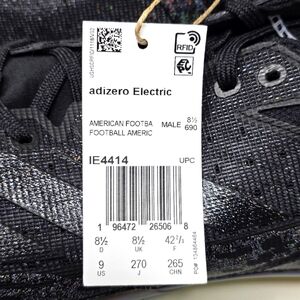 RFID
adizero Electric
AMERICAN FOOTBA
FOOTBALL AMERIC
MALE 8½
690
IE4414
UPC
1 96472 26506 8
8½ 8½ 42⅔
D UK F
9 270 265
US J CHN